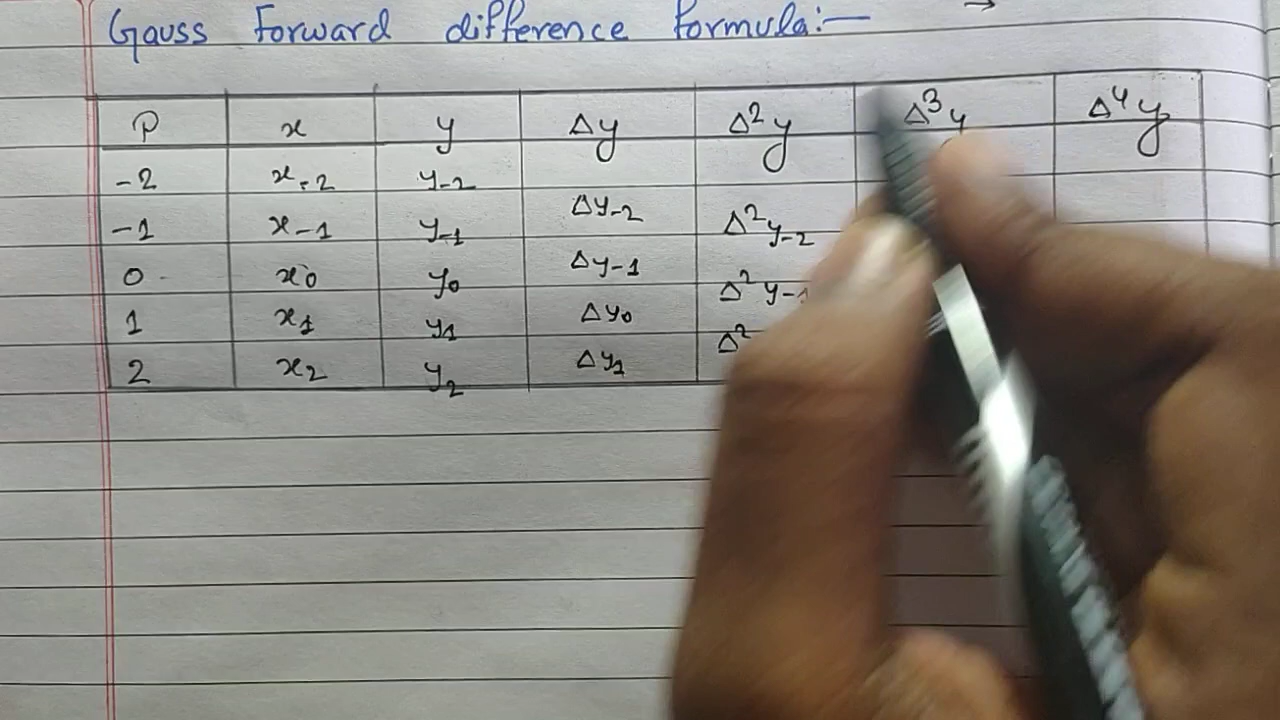 Gauss Forward difference formula:— →
P x y Δy Δ²y Δ³y Δ⁴y
-2 x₋₂ y₋₂
Δy₋₂
-1 x₋₁ y₋₁ Δ²y₋₂
Δy₋₁
0 x₀ y₀ Δ²y₋₁
Δy₀
1 x₁ y₁ Δ²
Δy₁
2 x₂ y₂